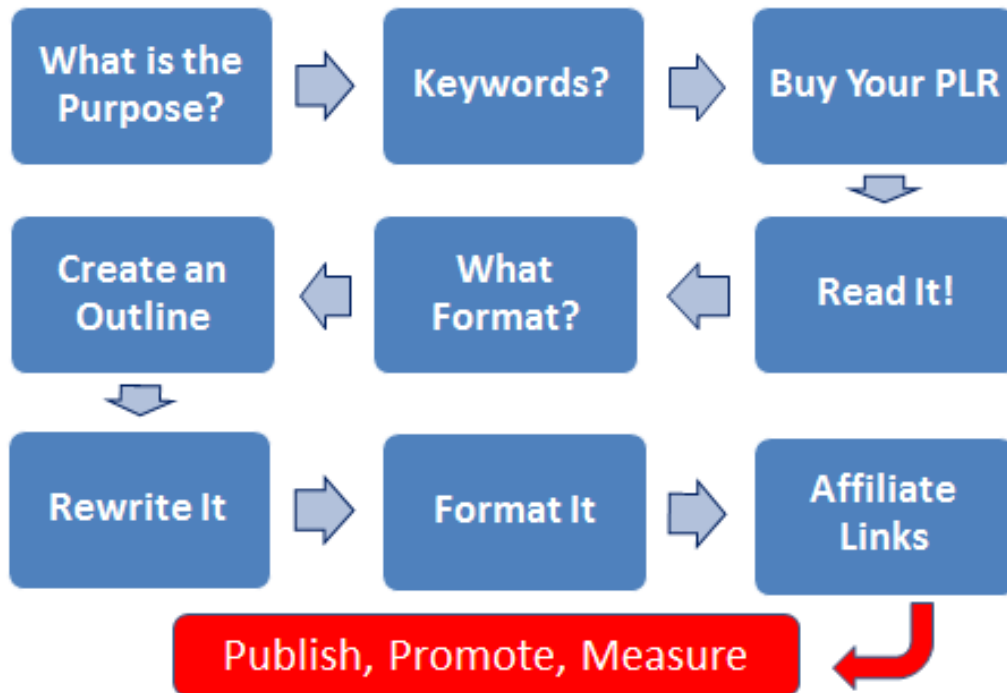 What is the
Purpose?
Keywords?
Buy Your PLR
Read It!
What
Format?
Create an
Outline
Rewrite It
Format It
Affiliate
Links
Publish, Promote, Measure